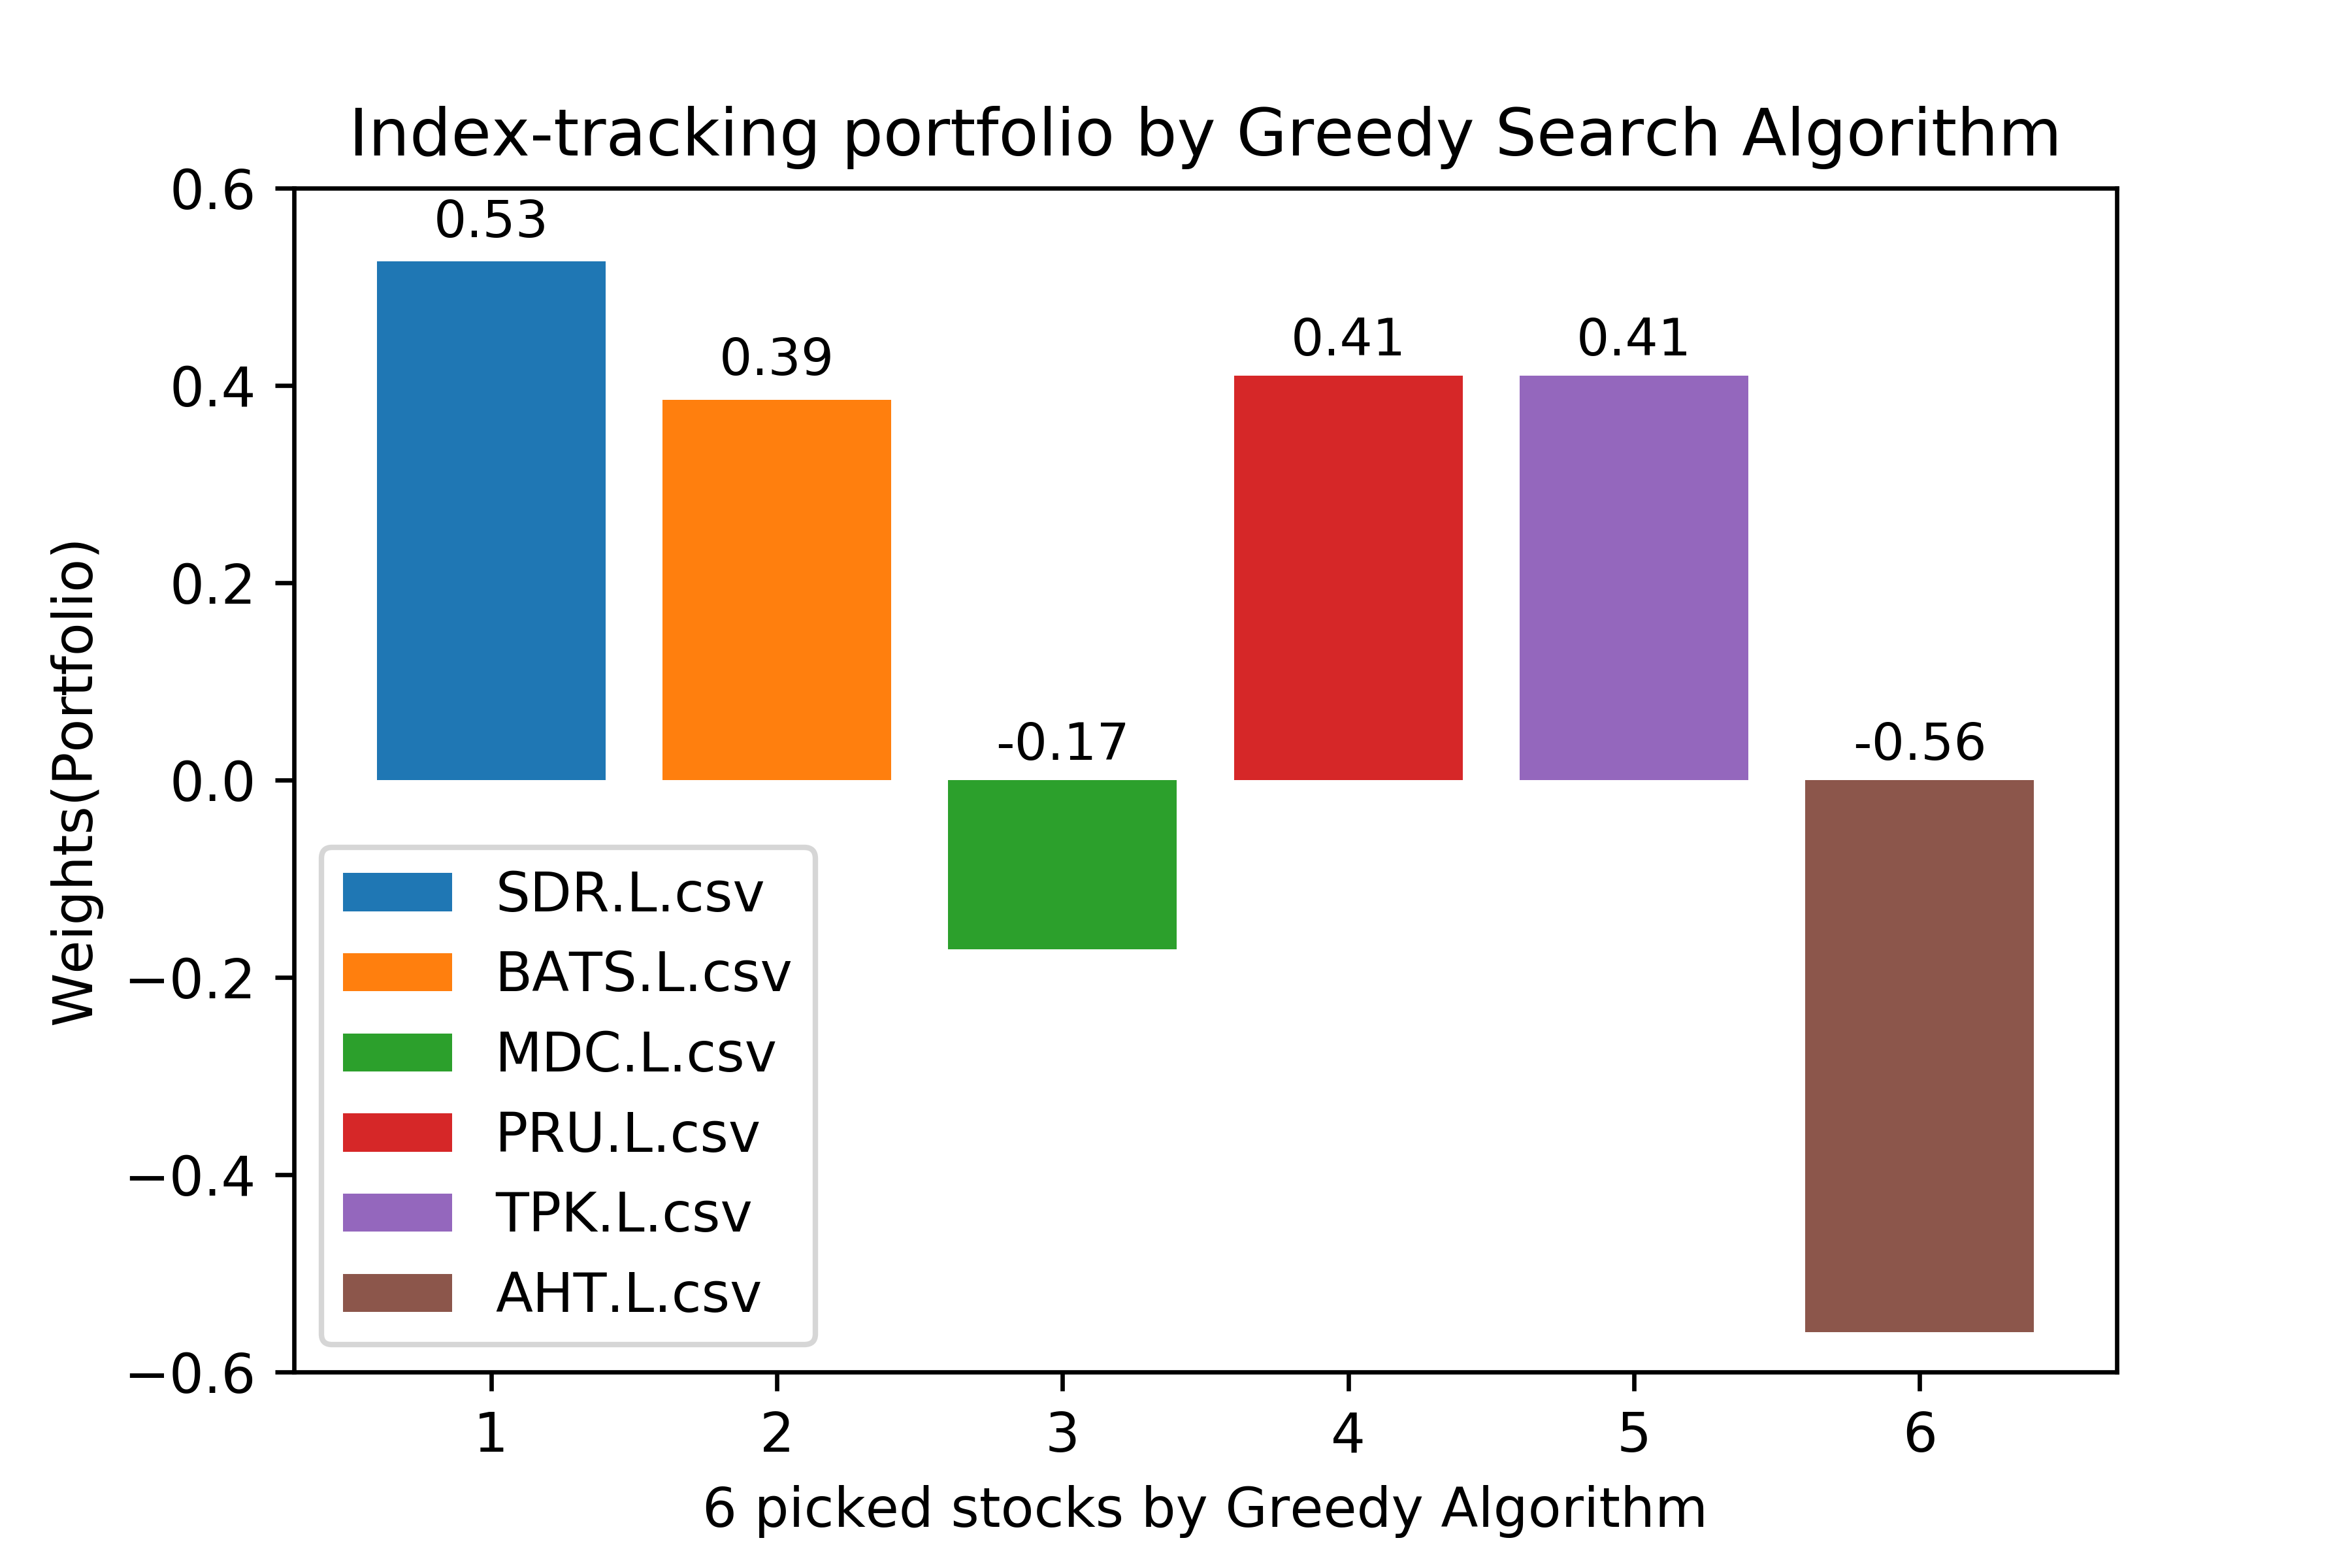 Index-tracking portfolio by Greedy Search Algorithm
0.6
0.4
0.2
0.0
−0.2
−0.4
−0.6
Weights(Portfolio)
0.53
0.39
-0.17
0.41
0.41
-0.56
SDR.L.csv
BATS.L.csv
MDC.L.csv
PRU.L.csv
TPK.L.csv
AHT.L.csv
1 2 3 4 5 6
6 picked stocks by Greedy Algorithm